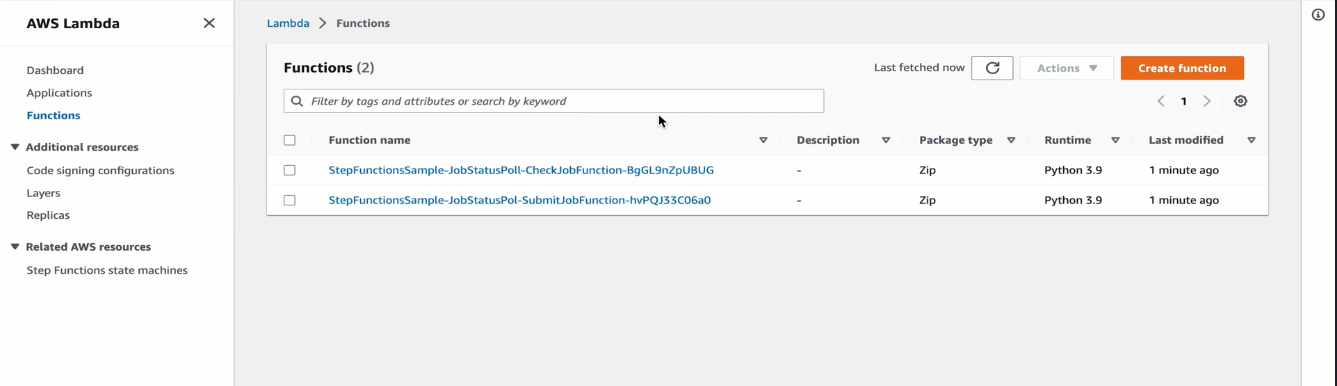 AWS Lambda
Dashboard
Applications
Functions
Additional resources
Code signing configurations
Layers
Replicas
Related AWS resources
Step Functions state machines
Lambda > Functions
Functions (2)
Last fetched now
Actions
Create function
Filter by tags and attributes or search by keyword
1
Function name Description Package type Runtime Last modified
StepFunctionsSample-JobStatusPoll-CheckJobFunction-BgGL9nZpUBUG - Zip Python 3.9 1 minute ago
StepFunctionsSample-JobStatusPol-SubmitJobFunction-hvPQJ33C06a0 - Zip Python 3.9 1 minute ago